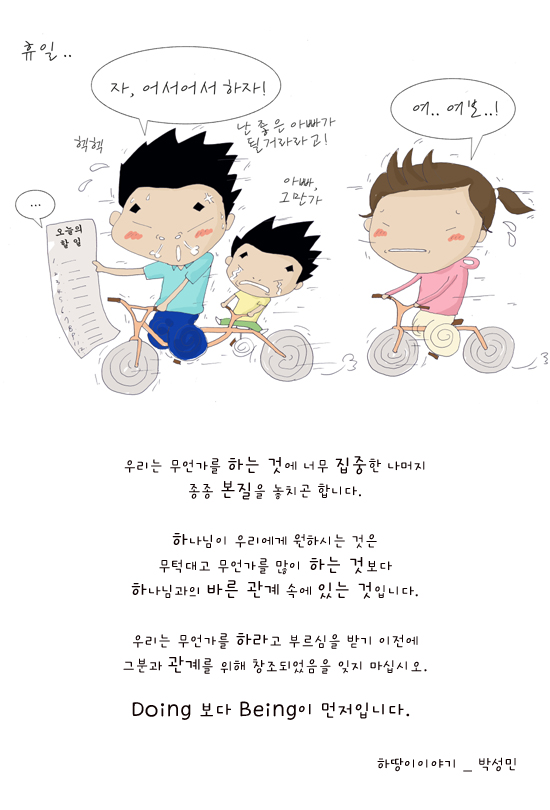 휴일..
자, 어서어서 하자!
헥헥
난 좋은 아빠가
될거라라고!
여.. 여보..!
아빠,
그만가
...
오늘의
할 일
우리는 무언가를 하는 것에 너무 집중한 나머지
종종 본질을 놓치곤 합니다.
하나님이 우리에게 원하시는 것은
무턱대고 무언가를 많이 하는 것보다
하나님과의 바른 관계 속에 있는 것입니다.
우리는 무언가를 하라고 부르심을 받기 이전에
그분과 관계를 위해 창조되었음을 잊지 마십시오.
Doing 보다 Being이 먼저입니다.
하땅이이야기 _ 박성민